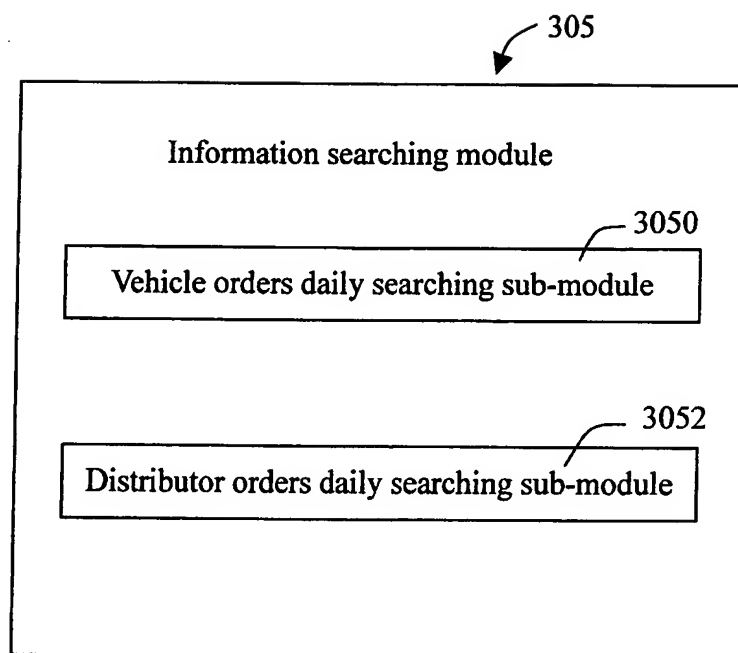 305
Information searching module
3050
Vehicle orders daily searching sub-module
3052
Distributor orders daily searching sub-module